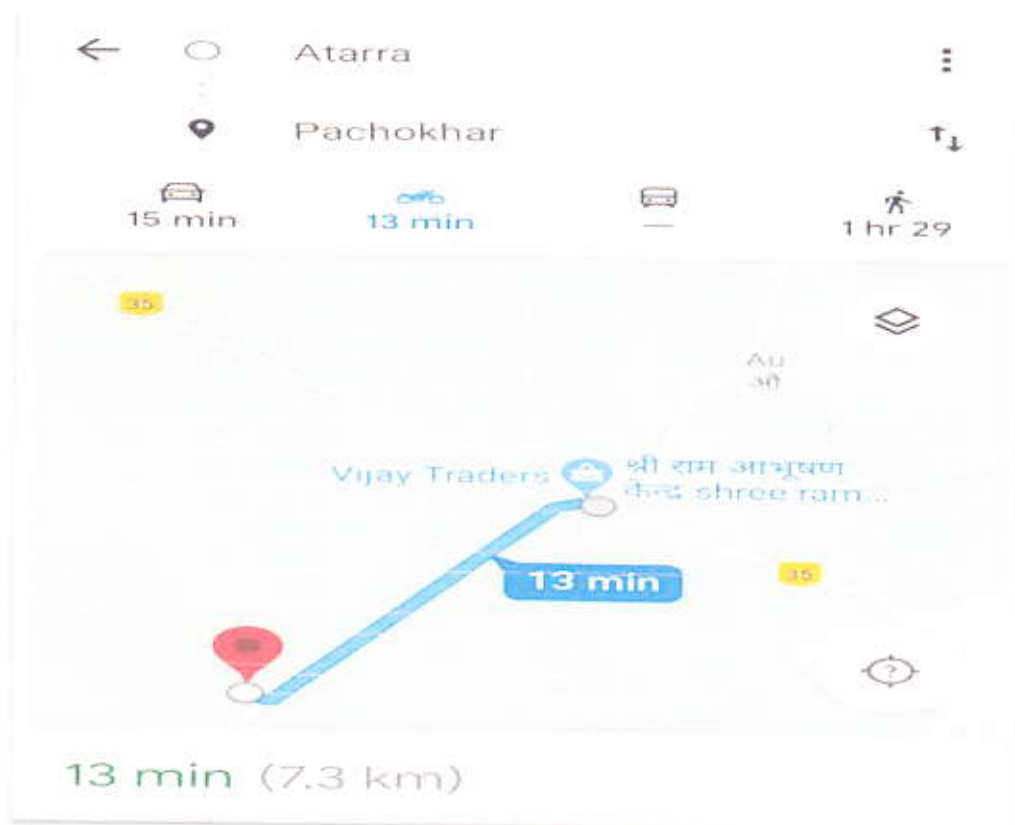 Atarra
Pachokhar
15 min
13 min
—
1 hr 29
35
Au
औ
Vijay Traders
श्री राम आभूषण
केन्द्र shree ram...
13 min
35
?
13 min (7.3 km)